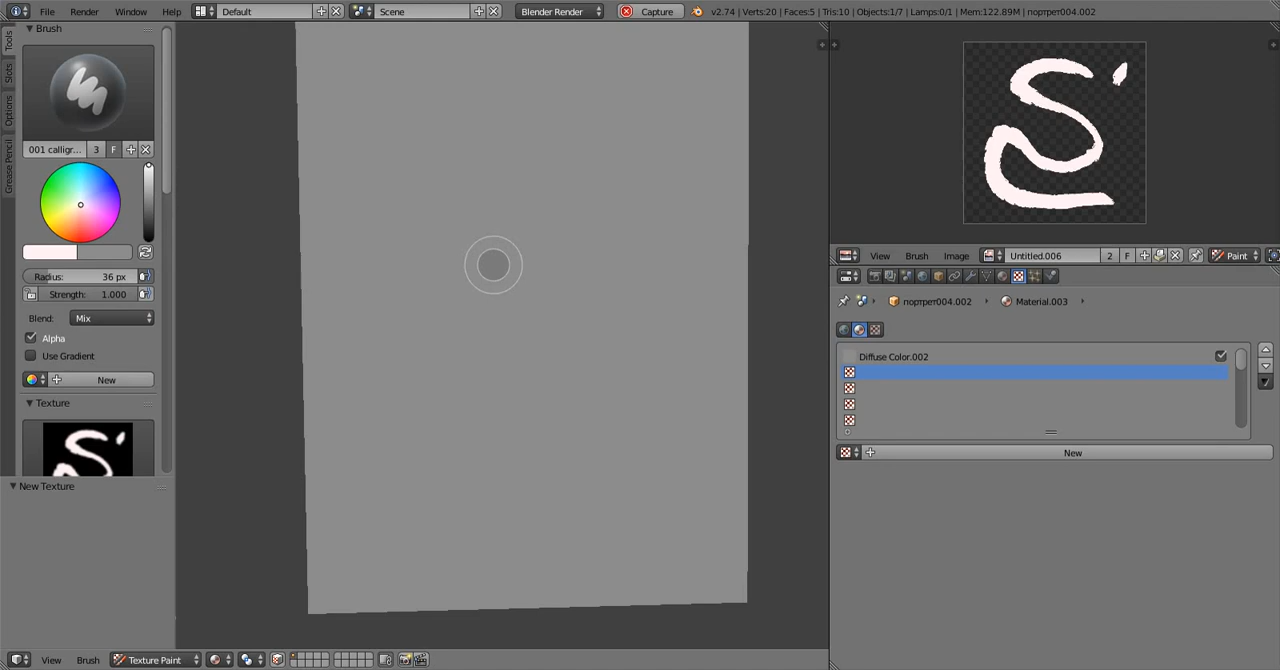 File Render Window Help Default Scene Blender Render Capture v2.74 | Verts:20 | Faces:5 | Tris:10 | Objects:1/7 | Lamps:0/1 | Mem:122.89M | портрет004.002
Tools
Slots
Options
Grease Pencil
Brush
001 calligr... 3 F
Radius: 36 px
Strength: 1.000
Blend: Mix
Alpha
Use Gradient
New
Texture
New Texture
View Brush Texture Paint
View Brush Image Untitled.006 2 F Paint
портрет004.002 Material.003
Diffuse Color.002
New